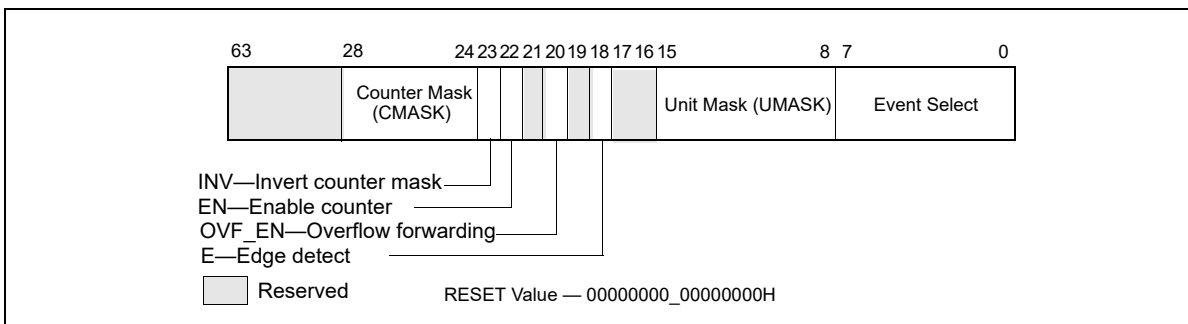 63 28 24 23 22 21 20 19 18 17 16 15 8 7 0
Counter Mask
(CMASK)
Unit Mask (UMASK)
Event Select
INV—Invert counter mask
EN—Enable counter
OVF_EN—Overflow forwarding
E—Edge detect
Reserved
RESET Value — 00000000_00000000H